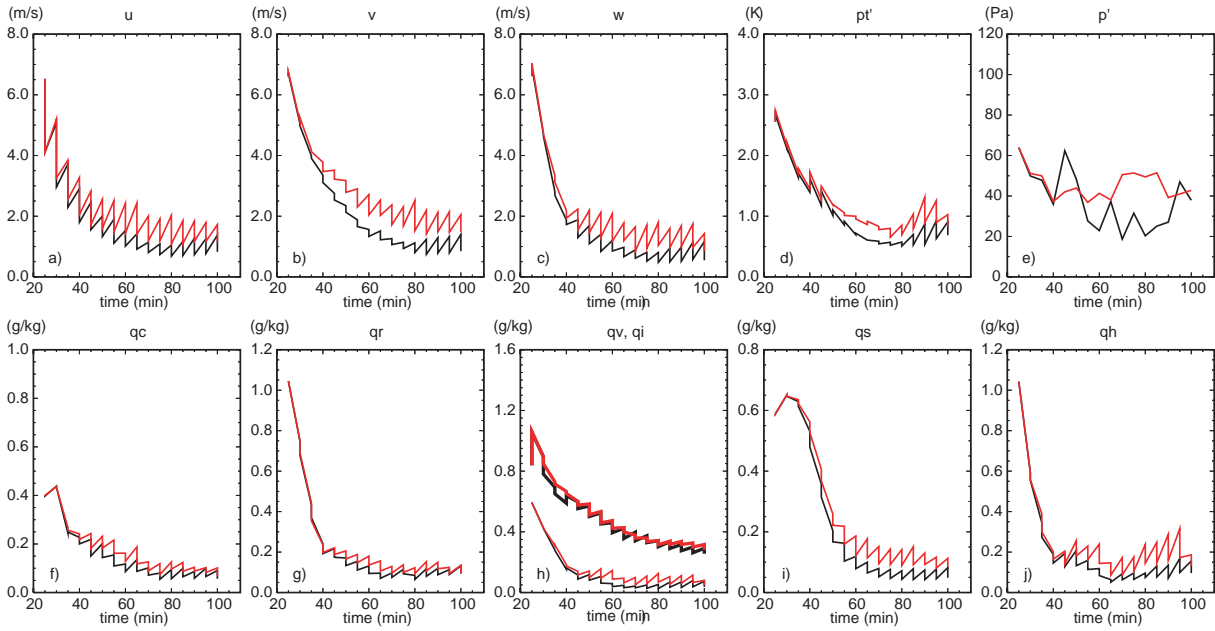 (m/s) u (m/s) v (m/s) w (K) pt' (Pa) p'
8.0 8.0 8.0 4.0 120
100
6.0 6.0 6.0 3.0
80
4.0 4.0 4.0 2.0 60
40
2.0 2.0 2.0 1.0
20
a) b) c) d) e)
0.0 0.0 0.0 0.0 0
20 40 60 80 100 20 40 60 80 100 20 40 60 80 100 20 40 60 80 100 20 40 60 80 100
time (min) time (min) time (min) time (min) time (min)
(g/kg) qc (g/kg) qr (g/kg) qv, qi (g/kg) qs (g/kg) qh
1.0 1.2 1.6 0.8 1.2
1.0 1.0
0.8
1.2 0.6
0.8 0.8
0.6
0.6 0.8 0.4 0.6
0.4
0.4 0.4
0.4 0.2
0.2 0.2 0.2
f) g) h) i) j)
0.0 0.0 0.0 0.0 0.0
20 40 60 80 100 20 40 60 80 100 20 40 60 80 100 20 40 60 80 100 20 40 60 80 100
time (min) time (min) time (min) time (min) time (min)